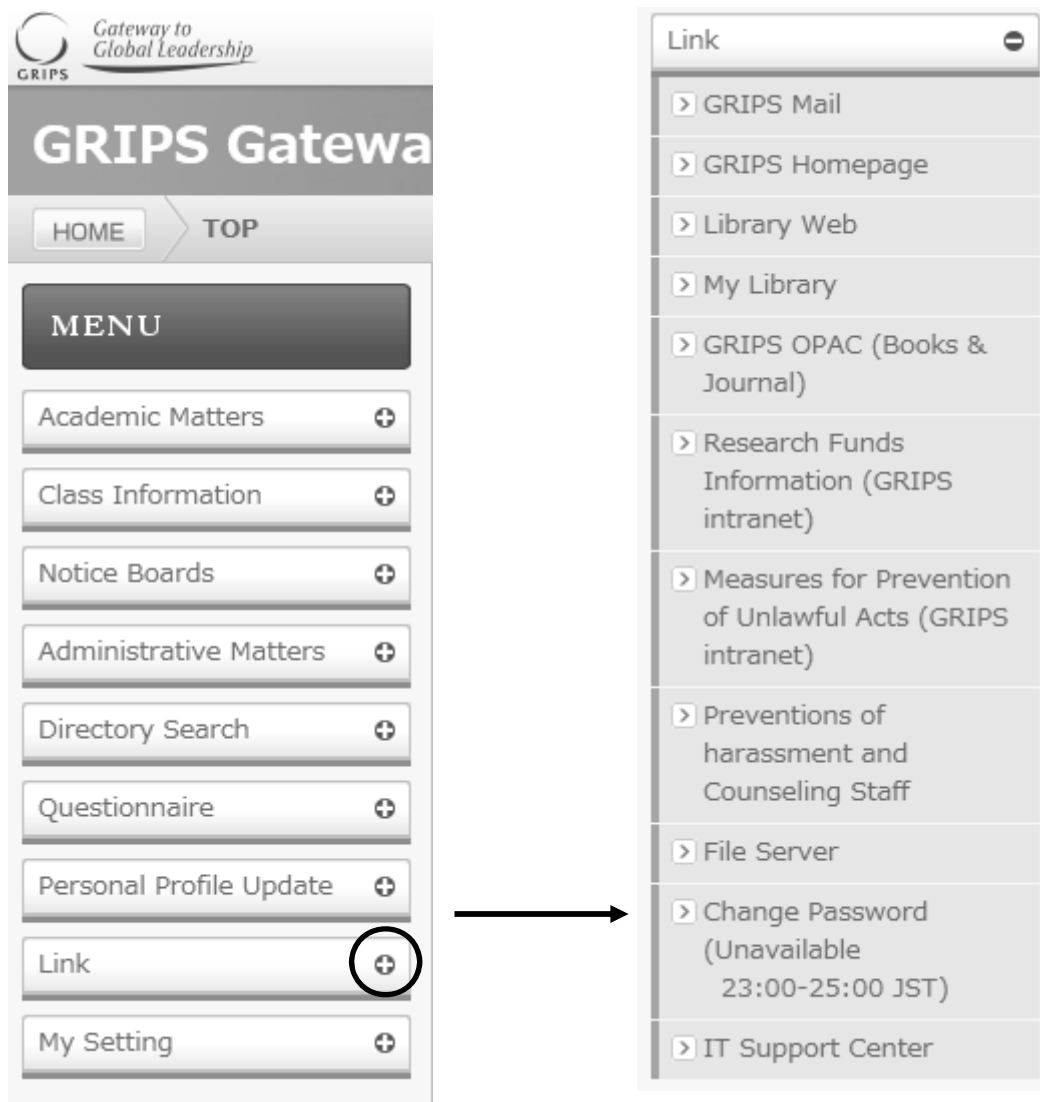 Gateway to
Global Leadership
GRIPS
GRIPS Gatewa
HOME
TOP
MENU
Academic Matters
Class Information
Notice Boards
Administrative Matters
Directory Search
Questionnaire
Personal Profile Update
Link
My Setting
Link
GRIPS Mail
GRIPS Homepage
Library Web
My Library
GRIPS OPAC (Books &
Journal)
Research Funds
Information (GRIPS
intranet)
Measures for Prevention
of Unlawful Acts (GRIPS
intranet)
Preventions of
harassment and
Counseling Staff
File Server
Change Password
(Unavailable
23:00-25:00 JST)
IT Support Center